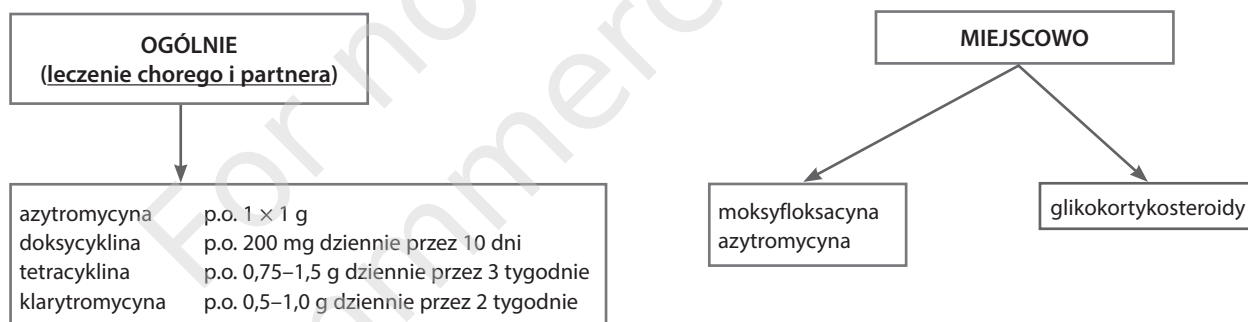 OGÓLNIE
(leczenie chorego i partnera)
azytromycyna p.o. 1 × 1 g
doksycyklina p.o. 200 mg dziennie przez 10 dni
tetracyklina p.o. 0,75–1,5 g dziennie przez 3 tygodnie
klarytromycyna p.o. 0,5–1,0 g dziennie przez 2 tygodnie
MIEJSCOWO
moksyfloksacyna
azytromycyna
glikokortykosteroidy